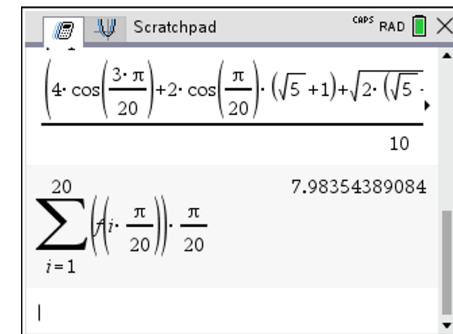 Scratchpad CAPS RAD
(4·cos(3·π/20)+2·cos(π/20)·(√5+1)+√2·(√5·
10
20
∑ (f(i·π/20))·π/20 7.98354389084
i=1